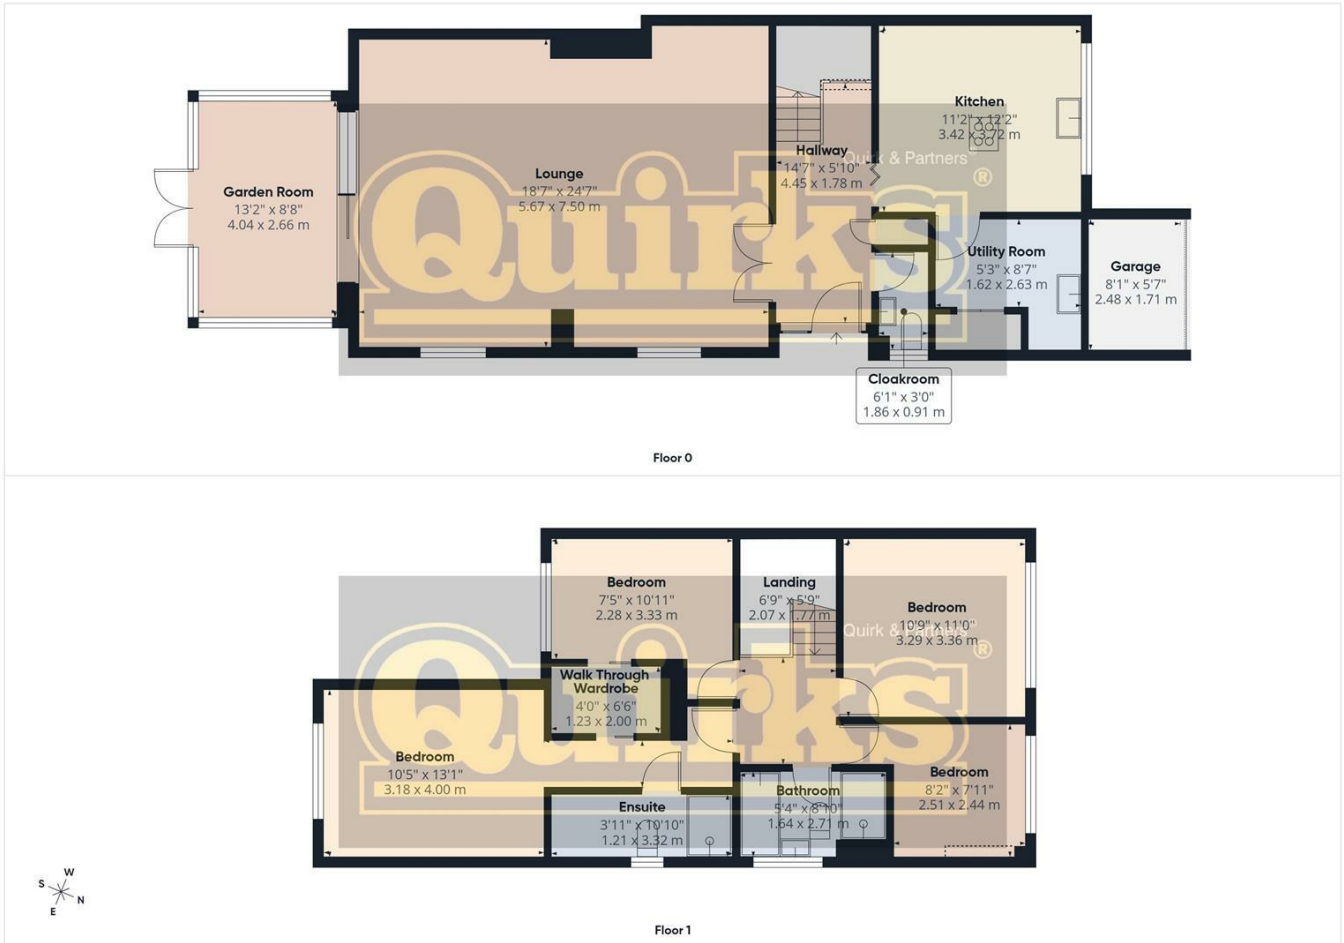 Kitchen
11'2" x 12'2"
3.42 x 3.72 m
Hallway
14'7" x 5'10"
4.45 x 1.78 m
Quirk & Partners
Lounge
18'7" x 24'7"
5.67 x 7.50 m
Garden Room
13'2" x 8'8"
4.04 x 2.66 m
Quirks®
Utility Room
5'3" x 8'7"
1.62 x 2.63 m
Garage
8'1" x 5'7"
2.48 x 1.71 m
Cloakroom
6'1" x 3'0"
1.86 x 0.91 m
Floor 0
Bedroom
7'5" x 10'11"
2.28 x 3.33 m
Landing
6'9" x 5'9"
2.07 x 1.77 m
Bedroom
10'9" x 11'0"
3.29 x 3.36 m
Quirk & Partners
Quirks®
Walk Through
Wardrobe
4'0" x 6'6"
1.23 x 2.00 m
Bedroom
10'5" x 13'1"
3.18 x 4.00 m
Bedroom
8'2" x 7'11"
2.51 x 2.44 m
Bathroom
5'4" x 8'10"
1.64 x 2.71 m
Ensuite
3'11" x 10'10"
1.21 x 3.32 m
W
S
N
E
Floor 1